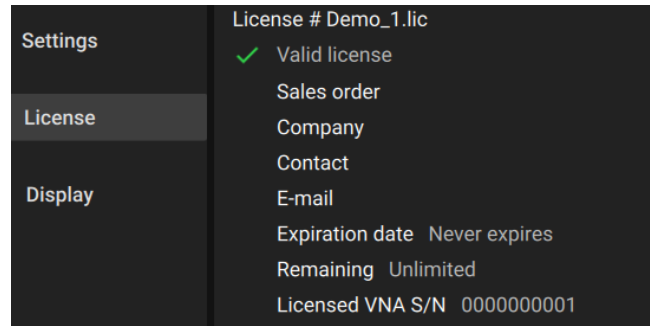 Settings
License
Display
License # Demo_1.lic
Valid license
Sales order
Company
Contact
E-mail
Expiration date Never expires
Remaining Unlimited
Licensed VNA S/N 0000000001